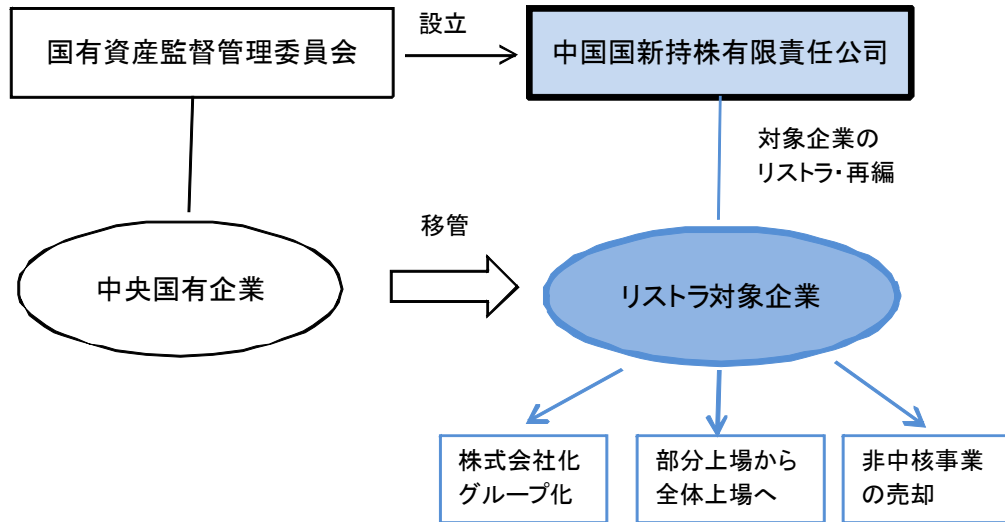 国有資産監督管理委員会
設立
中国国新持株有限責任公司
対象企業の
リストラ・再編
中央国有企業
移管
リストラ対象企業
株式会社化
グループ化
部分上場から
全体上場へ
非中核事業
の売却